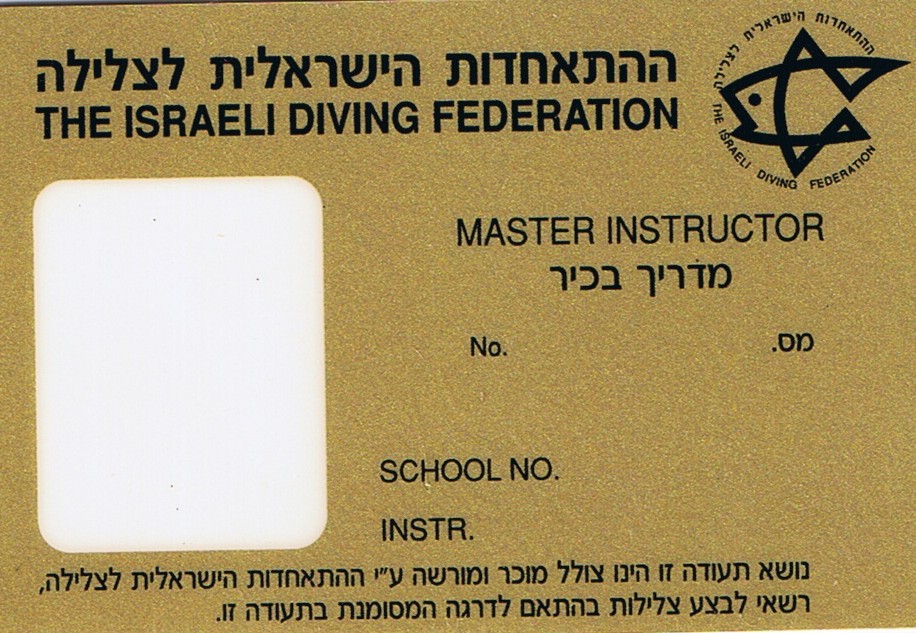 ההתאחדות הישראלית לצלילה
THE ISRAELI DIVING FEDERATION
ההתאחדות הישראלית לצלילה
THE ISRAELI DIVING FEDERATION
MASTER INSTRUCTOR
מדריך בכיר
No. מס.
SCHOOL NO.
INSTR.
נושא תעודה זו הינו צולל מוכר ומורשה ע״י ההתאחדות הישראלית לצלילה,
רשאי לבצע צלילות בהתאם לדרגה המסומנת בתעודה זו.